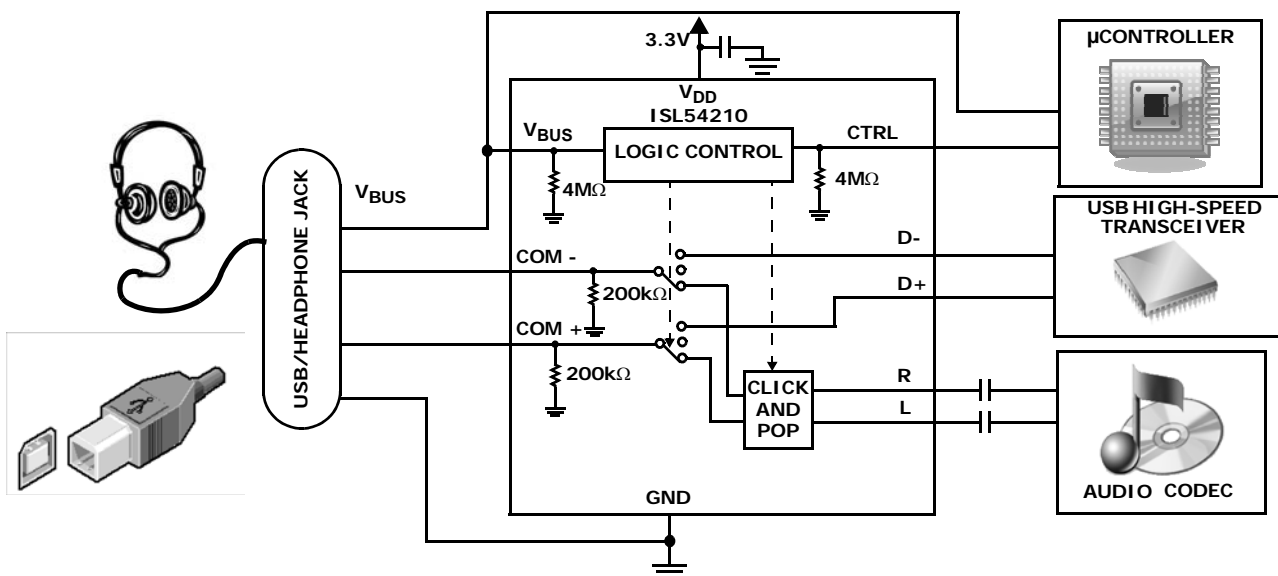 3.3V
µCONTROLLER
VDD
ISL54210
VBUS
LOGIC CONTROL
CTRL
4MΩ
4MΩ
VBUS
USB/HEADPHONE JACK
USB HIGH-SPEED
TRANSCEIVER
D-
COM -
200kΩ
D+
COM +
200kΩ
CLICK
AND
POP
R
L
GND
AUDIO CODEC